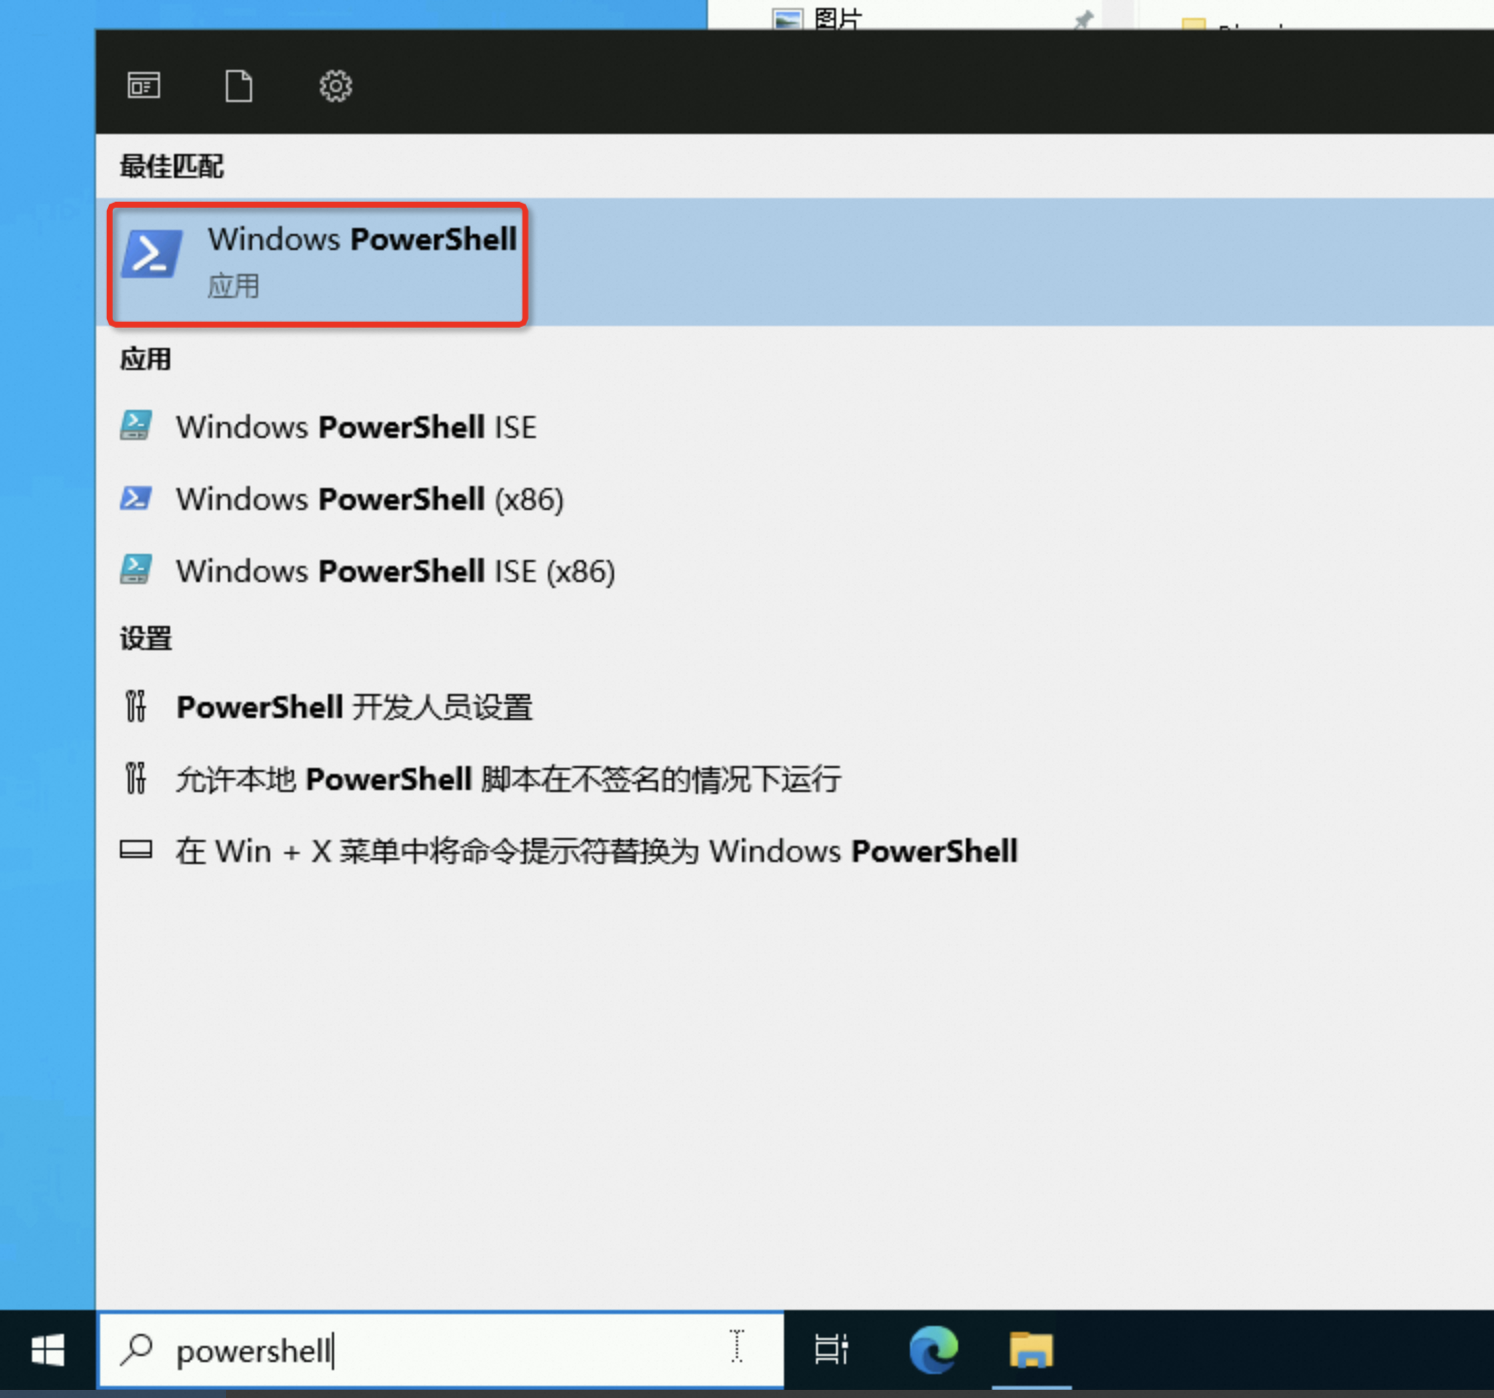 图片
最佳匹配
Windows PowerShell
应用
应用
Windows PowerShell ISE
Windows PowerShell (x86)
Windows PowerShell ISE (x86)
设置
PowerShell 开发人员设置
允许本地 PowerShell 脚本在不签名的情况下运行
在 Win + X 菜单中将命令提示符替换为 Windows PowerShell
powershell